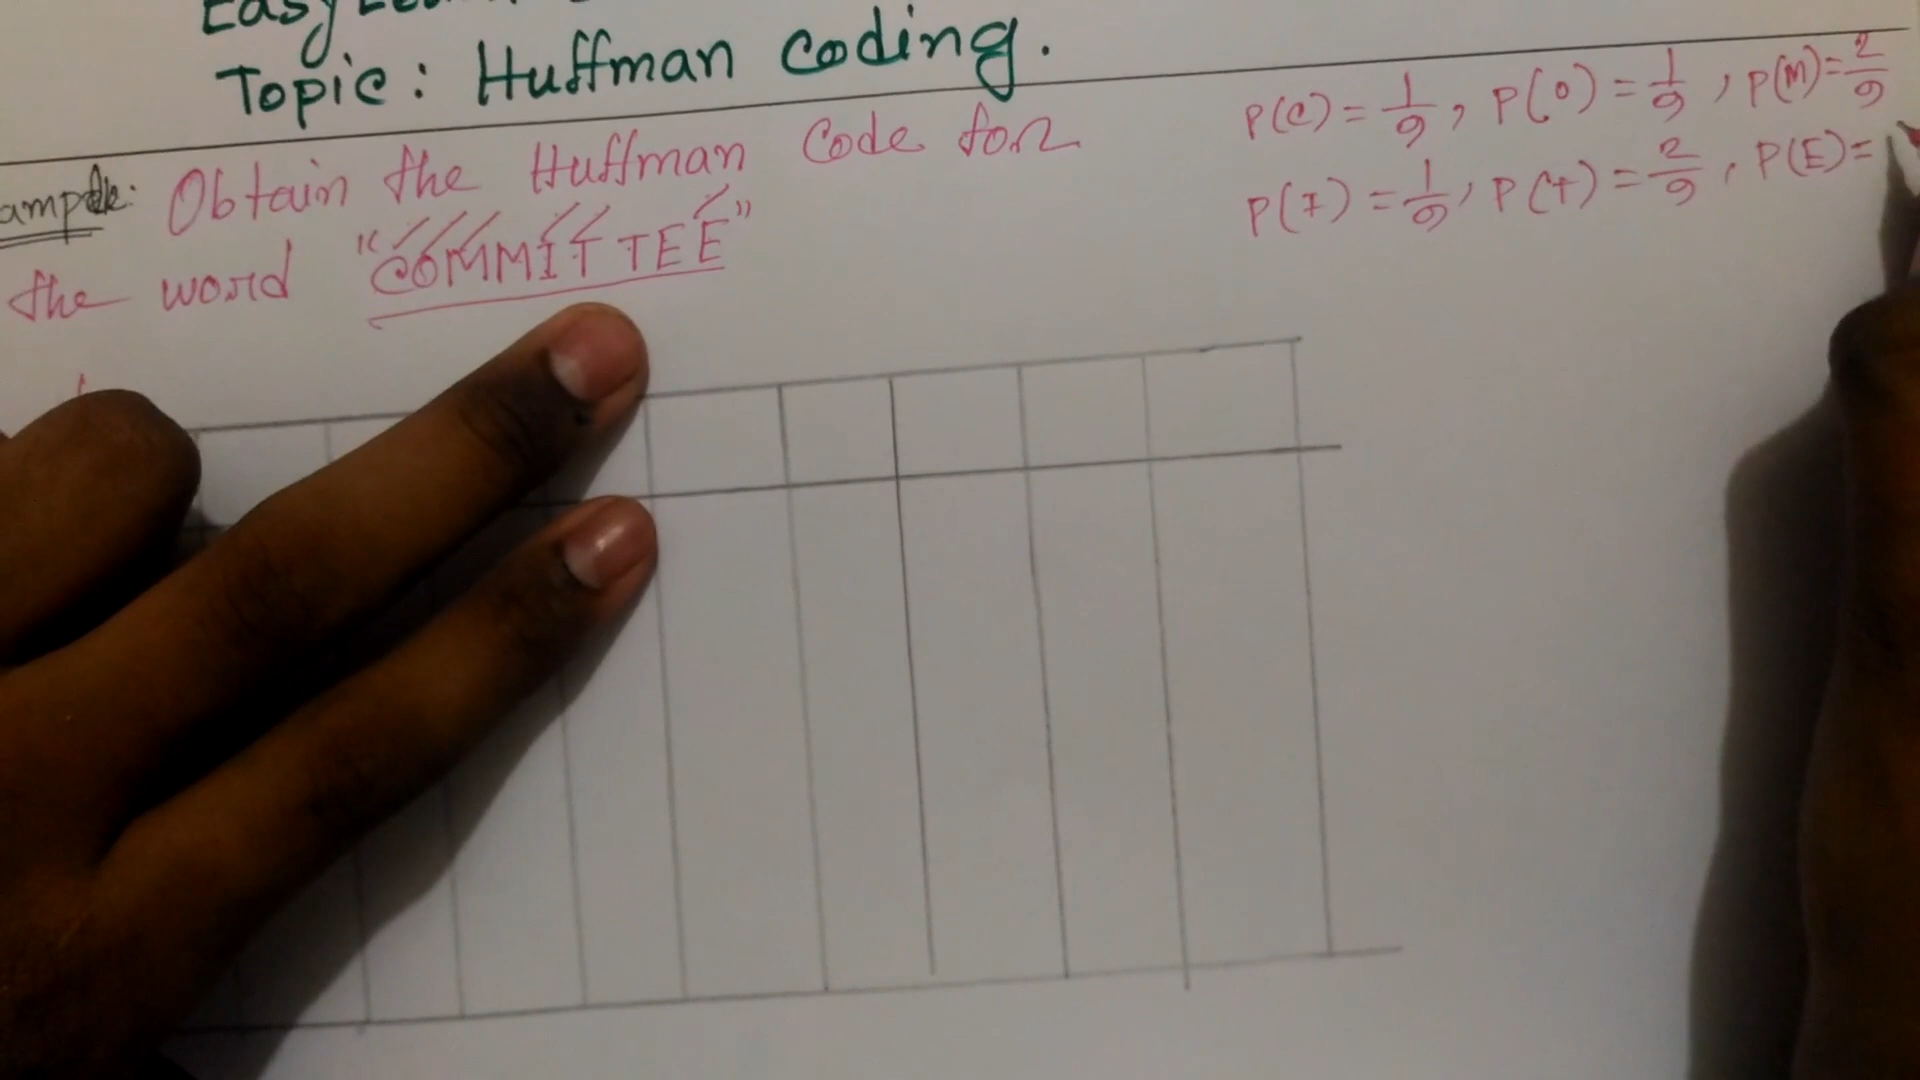 Topic: Huffman coding.
Obtain the Huffman Code for
the word "COMMITTEE"
P(C) = 1/9, P(O) = 1/9, P(M) = 2/9
P(I) = 1/9, P(T) = 2/9, P(E) =